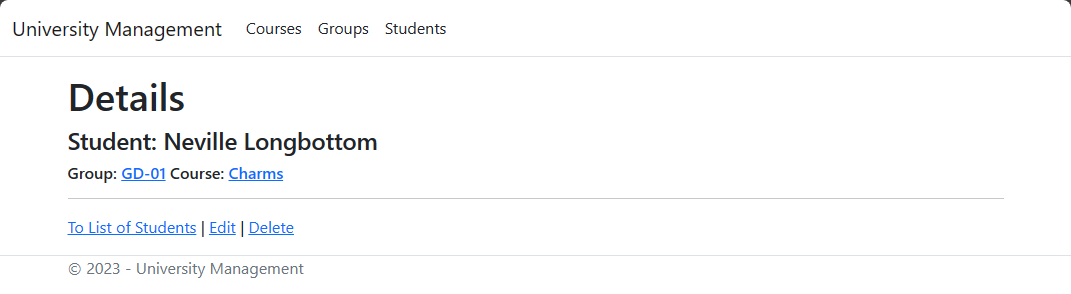 University Management Courses Groups Students
Details
Student: Neville Longbottom
Group: GD-01 Course: Charms
To List of Students | Edit | Delete
© 2023 - University Management